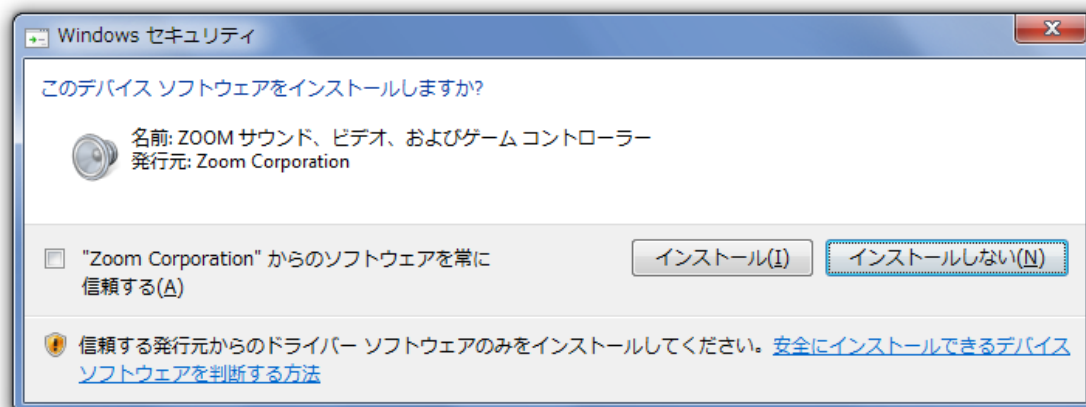 Windows セキュリティ
このデバイス ソフトウェアをインストールしますか?
名前: ZOOM サウンド、ビデオ、およびゲーム コントローラー
発行元: Zoom Corporation
"Zoom Corporation" からのソフトウェアを常に
信頼する(A)
インストール(I)
インストールしない(N)
信頼する発行元からのドライバー ソフトウェアのみをインストールしてください。安全にインストールできるデバイス
ソフトウェアを判断する方法